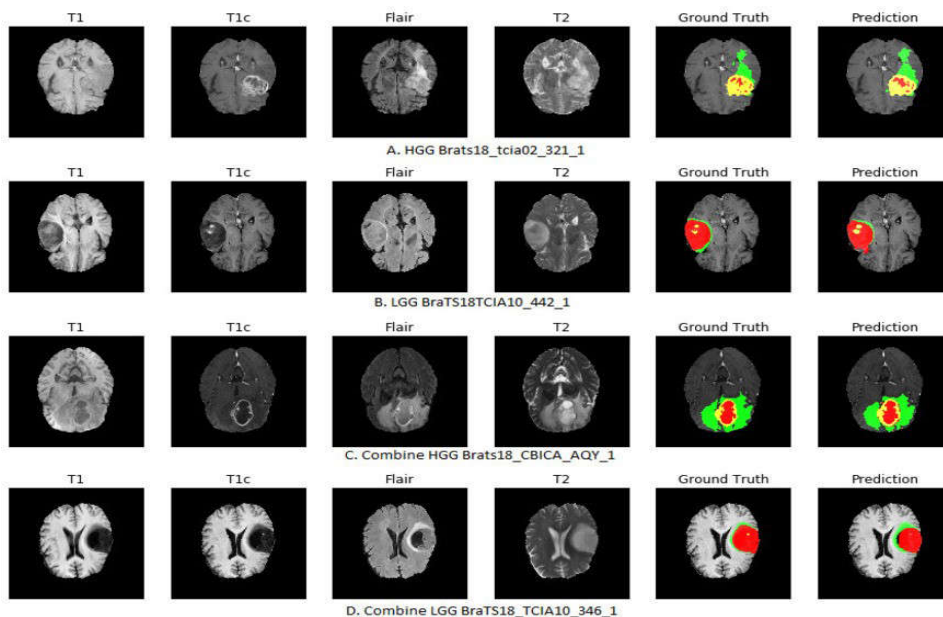 T1 T1c Flair T2 Ground Truth Prediction
A. HGG Brats18_tcia02_321_1
T1 T1c Flair T2 Ground Truth Prediction
B. LGG BraTS18TCIA10_442_1
T1 T1c Flair T2 Ground Truth Prediction
C. Combine HGG Brats18_CBICA_AQY_1
T1 T1c Flair T2 Ground Truth Prediction
D. Combine LGG BraTS18_TCIA10_346_1